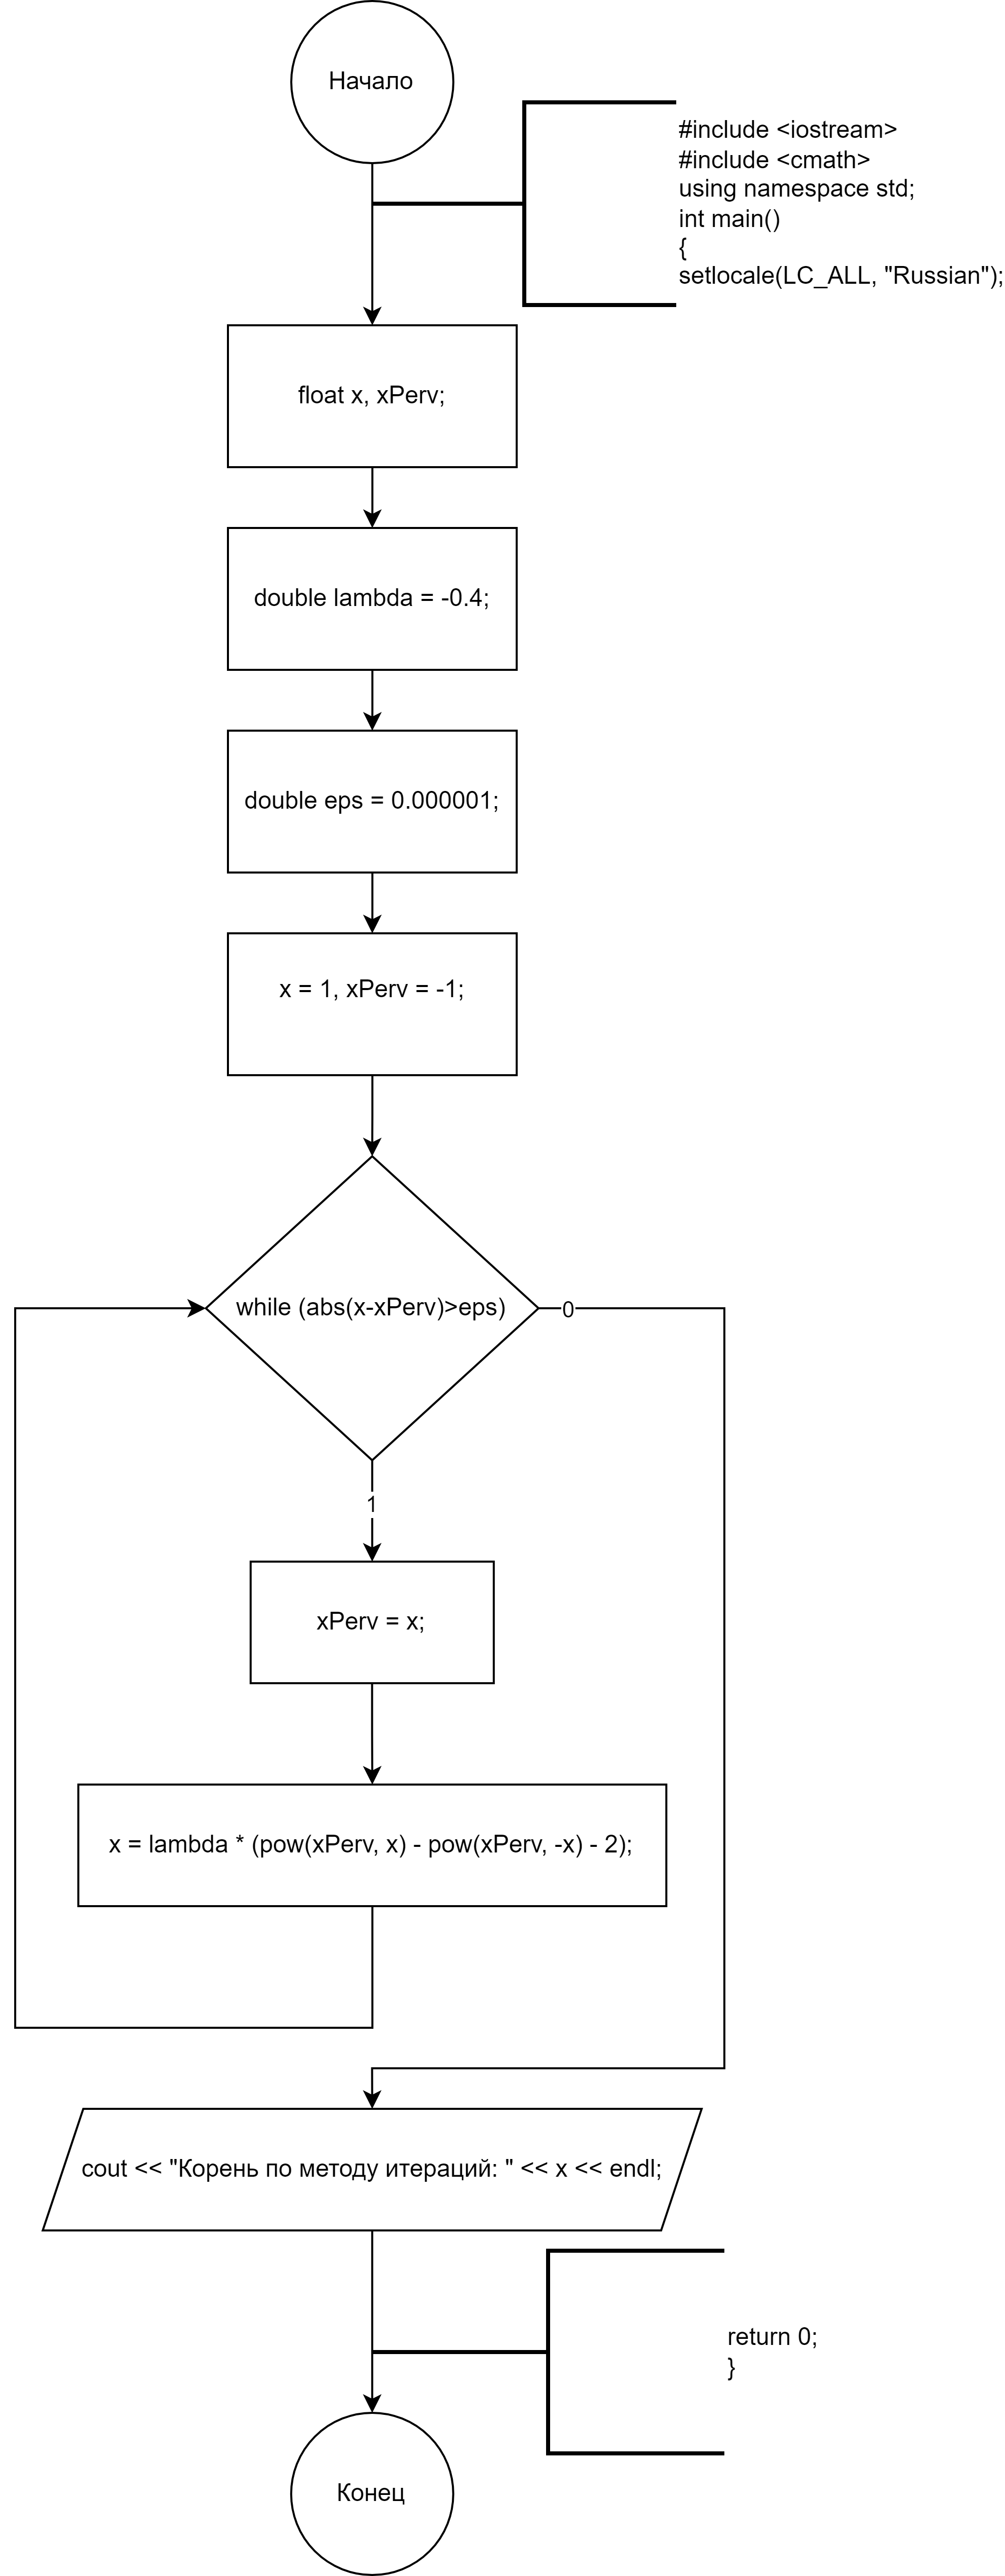 Начало
#include <iostream>
#include <cmath>
using namespace std;
int main()
{
setlocale(LC_ALL, "Russian");
float x, xPerv;
double lambda = -0.4;
double eps = 0.000001;
x = 1, xPerv = -1;
while (abs(x-xPerv)>eps)
0
1
xPerv = x;
x = lambda * (pow(xPerv, x) - pow(xPerv, -x) - 2);
cout << "Корень по методу итераций: " << x << endl;
return 0;
}
Конец